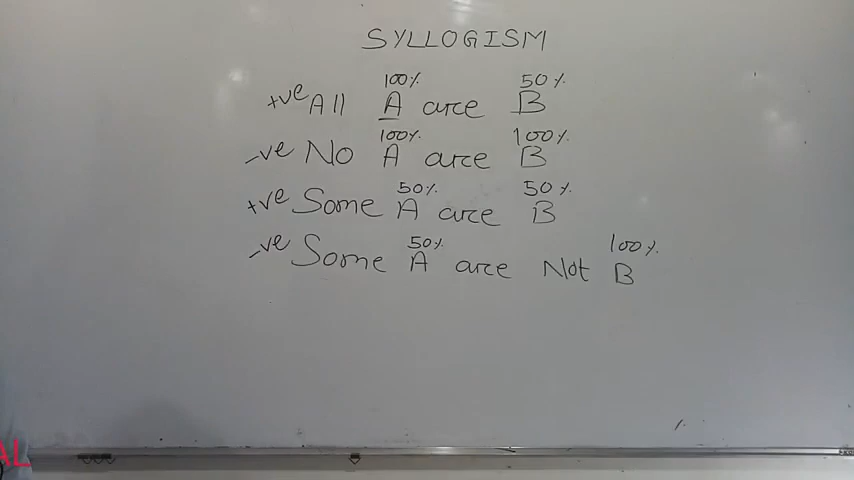 SYLLOGISM
100% 50%
+ve All A are B
100% 100%
-ve No A are B
50% 50%
+ve Some A are B
50% 100%
-ve Some A are Not B
AL